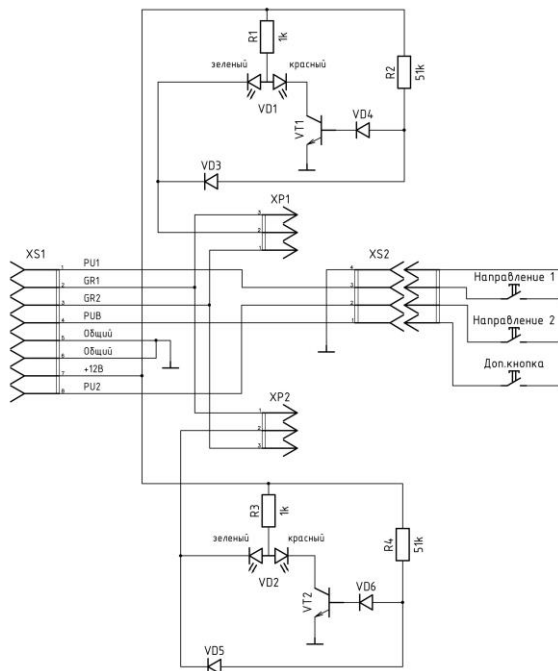 R1
1k
R2
51k
зеленый
красный
VD1
VT1
VD4
VD3
XP1
3
2
1
XS1
XS2
1
PU1
2
GR1
3
GR2
4
PUB
5
Общий
6
Общий
7
+12В
8
PU2
4
3
2
1
Направление 1
Направление 2
Доп.кнопка
XP2
1
2
3
R3
1k
R4
51k
зеленый
красный
VD2
VT2
VD6
VD5